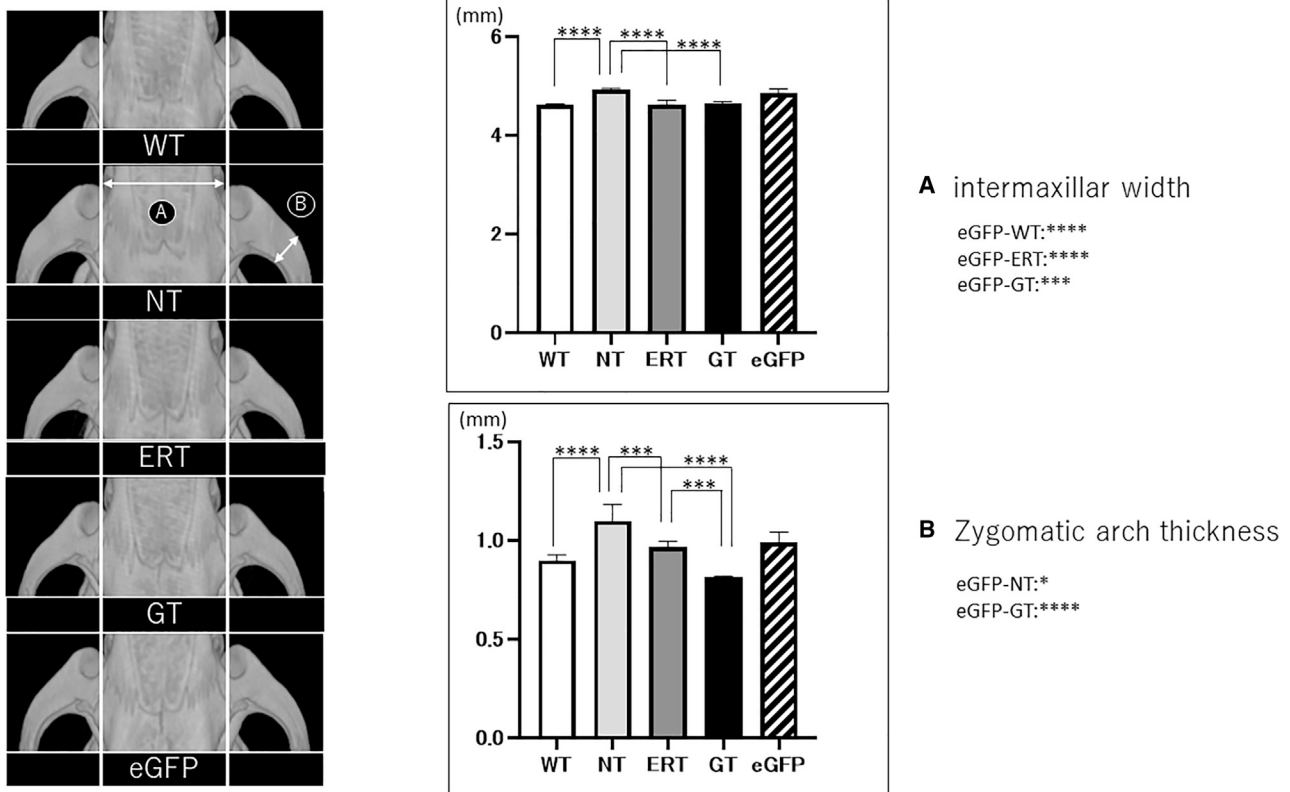 WT
A
B
NT
ERT
GT
eGFP
(mm)
6
4
2
0
**** **** ****
WT NT ERT GT eGFP
A intermaxillar width
eGFP-WT:****
eGFP-ERT:****
eGFP-GT:***
(mm)
1.5
1.0
0.5
0.0
**** *** ****
***
WT NT ERT GT eGFP
B Zygomatic arch thickness
eGFP-NT:*
eGFP-GT:****